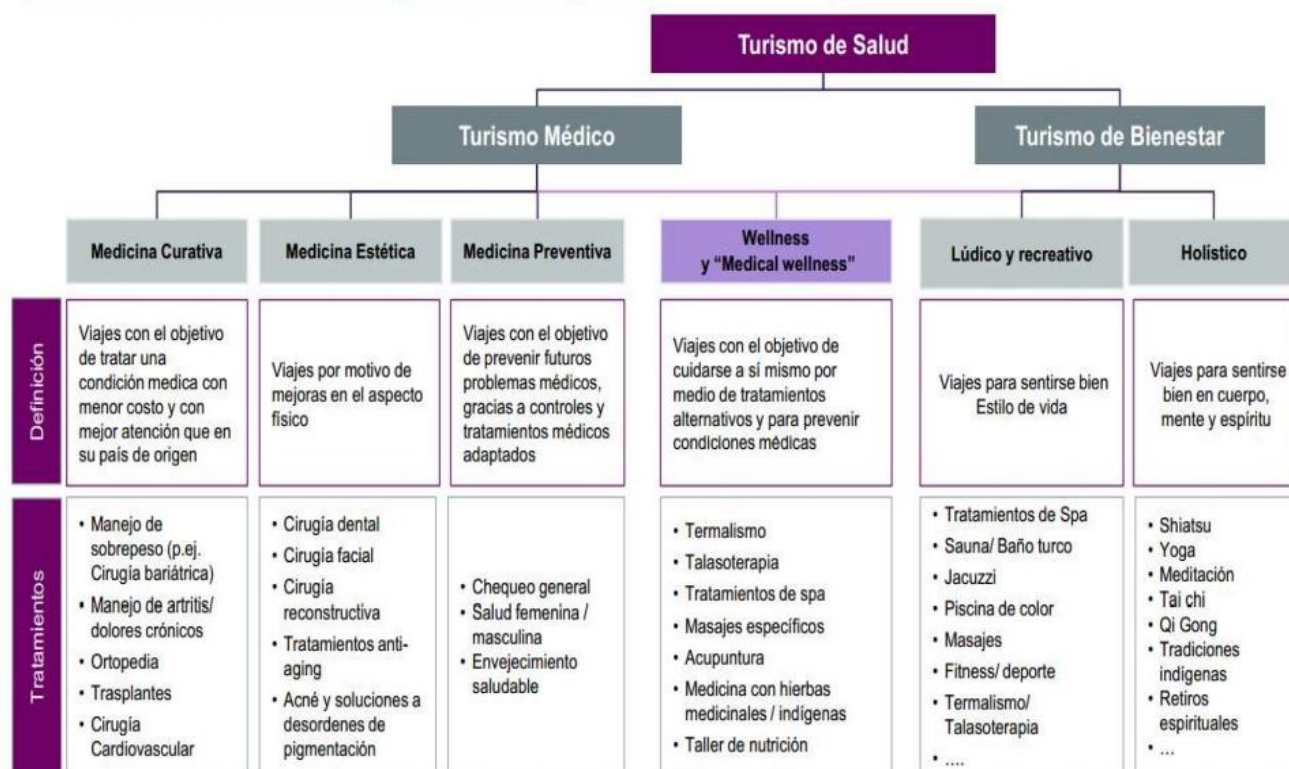 Turismo de Salud
Turismo Médico
Turismo de Bienestar
Medicina Curativa
Medicina Estética
Medicina Preventiva
Wellness
y “Medical wellness”
Lúdico y recreativo
Holístico
Definición
Viajes con el objetivo
de tratar una
condición medica con
menor costo y con
mejor atención que en
su país de origen
Viajes por motivo de
mejoras en el aspecto
físico
Viajes con el objetivo
de prevenir futuros
problemas médicos,
gracias a controles y
tratamientos médicos
adaptados
Viajes con el objetivo de
cuidarse a sí mismo por
medio de tratamientos
alternativos y para prevenir
condiciones médicas
Viajes para sentirse bien
Estilo de vida
Viajes para sentirse
bien en cuerpo,
mente y espíritu
Tratamientos
• Manejo de
sobrepeso (p.ej.
Cirugía bariátrica)
• Manejo de artritis/
dolores crónicos
• Ortopedia
• Trasplantes
• Cirugía
Cardiovascular
• Cirugía dental
• Cirugía facial
• Cirugía
reconstructiva
• Tratamientos anti-
aging
• Acné y soluciones a
desordenes de
pigmentación
• Chequeo general
• Salud femenina /
masculina
• Envejecimiento
saludable
• Termalismo
• Talasoterapia
• Tratamientos de spa
• Masajes específicos
• Acupuntura
• Medicina con hierbas
medicinales / indígenas
• Taller de nutrición
• Tratamientos de Spa
• Sauna/ Baño turco
• Jacuzzi
• Piscina de color
• Masajes
• Fitness/ deporte
• Termalismo/
Talasoterapia
• ....
• Shiatsu
• Yoga
• Meditación
• Tai chi
• Qi Gong
• Tradiciones
indígenas
• Retiros
espirituales
• ...